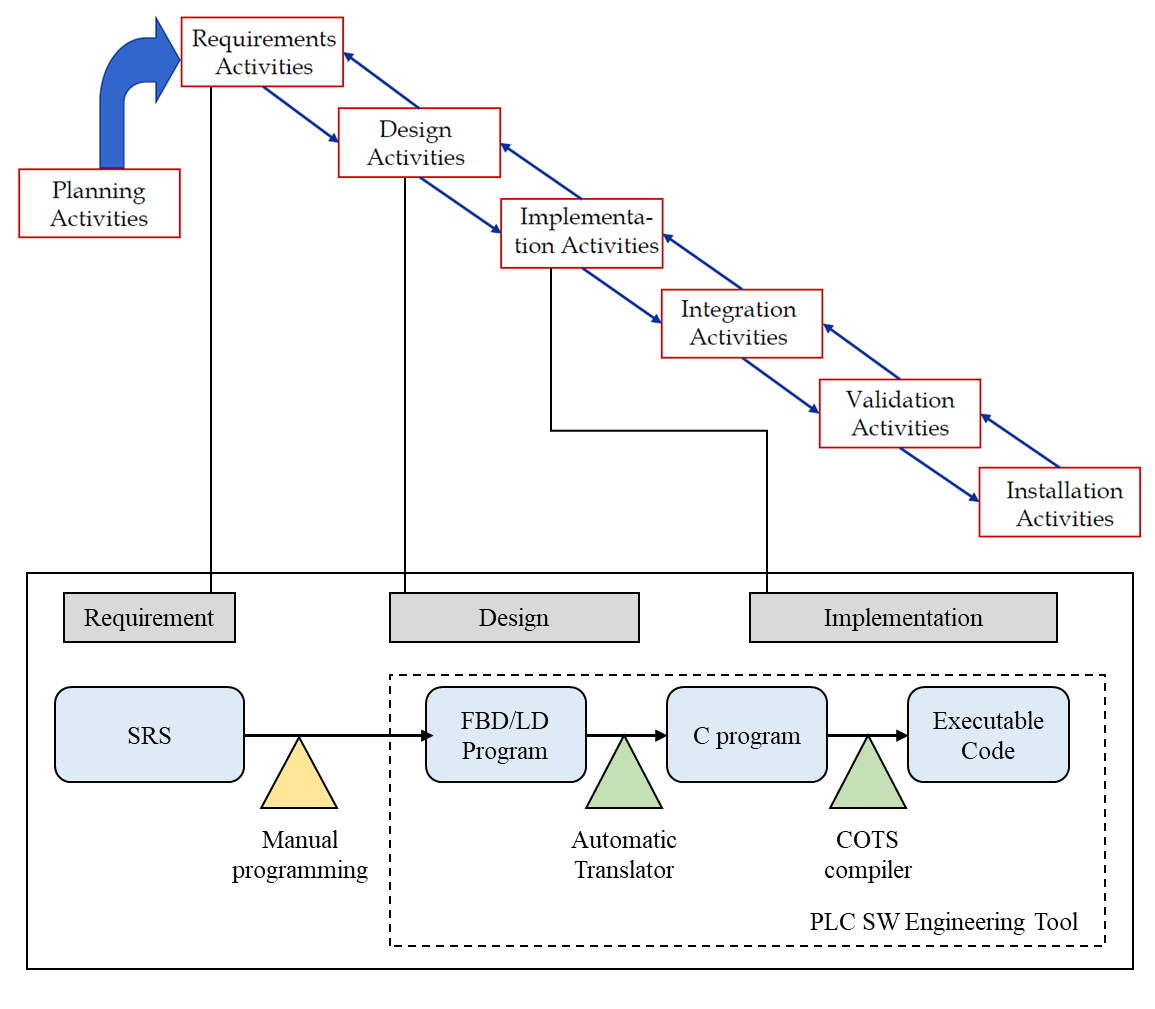 Requirements
Activities
Design
Activities
Planning
Activities
Implementa-
tion Activities
Integration
Activities
Validation
Activities
Installation
Activities
Requirement
Design
Implementation
SRS
FBD/LD
Program
C program
Executable
Code
Manual
programming
Automatic
Translator
COTS
compiler
PLC SW Engineering Tool